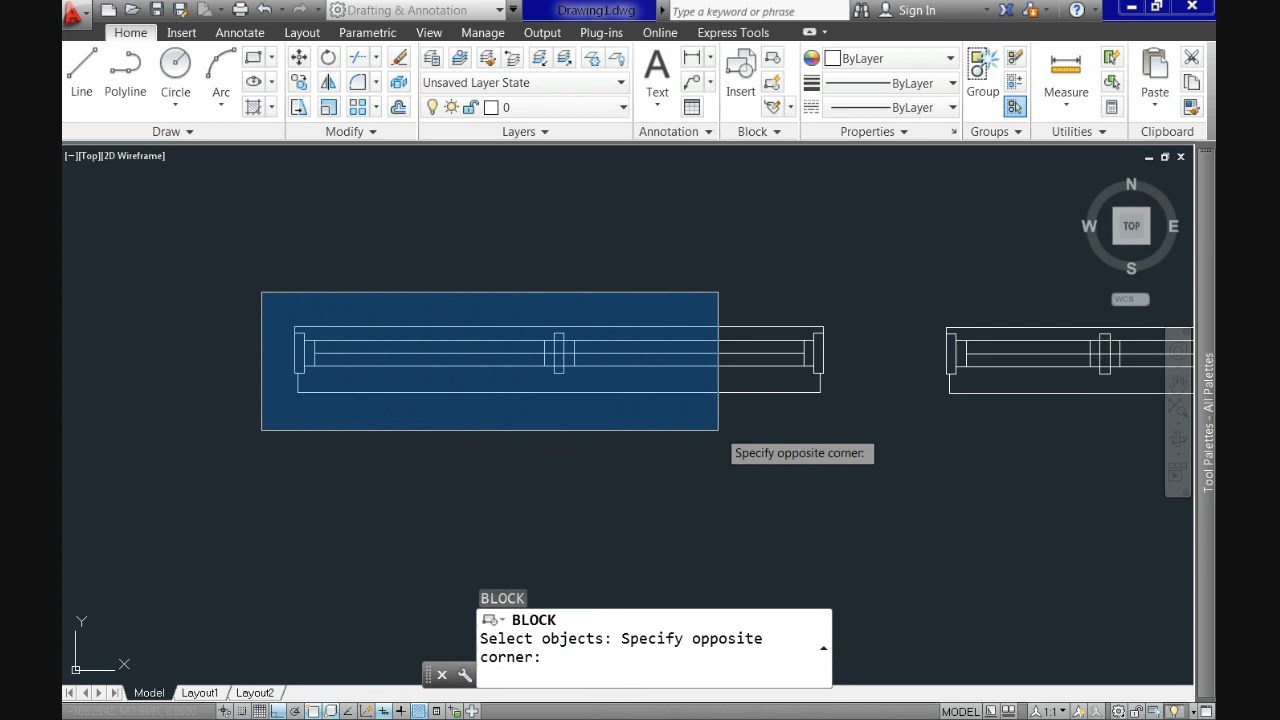 Drafting & Annotation
Drawing1.dwg
Type a keyword or phrase
Sign In
Home
Insert
Annotate
Layout
Parametric
View
Manage
Output
Plug-ins
Online
Express Tools
Line
Polyline
Circle
Arc
Unsaved Layer State
0
Text
Insert
ByLayer
ByLayer
ByLayer
Group
Measure
Paste
Draw
Modify
Layers
Annotation
Block
Properties
Groups
Utilities
Clipboard
[−][Top][2D Wireframe]
N
W
TOP
E
S
WCS
Specify opposite corner:
Tool Palettes - All Palettes
BLOCK
BLOCK
Select objects: Specify opposite
corner:
Y
X
Model
Layout1
Layout2
MODEL
1:1